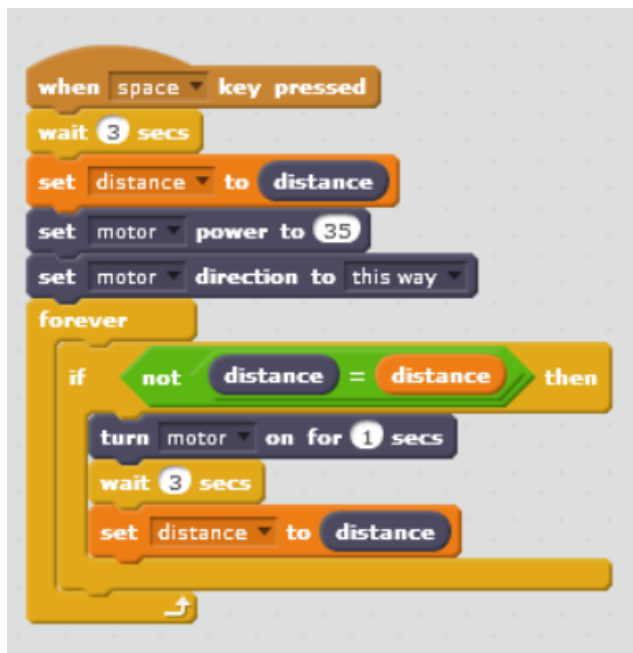 when space key pressed
wait 3 secs
set distance to distance
set motor power to 35
set motor direction to this way
forever
if not distance = distance then
turn motor on for 1 secs
wait 3 secs
set distance to distance